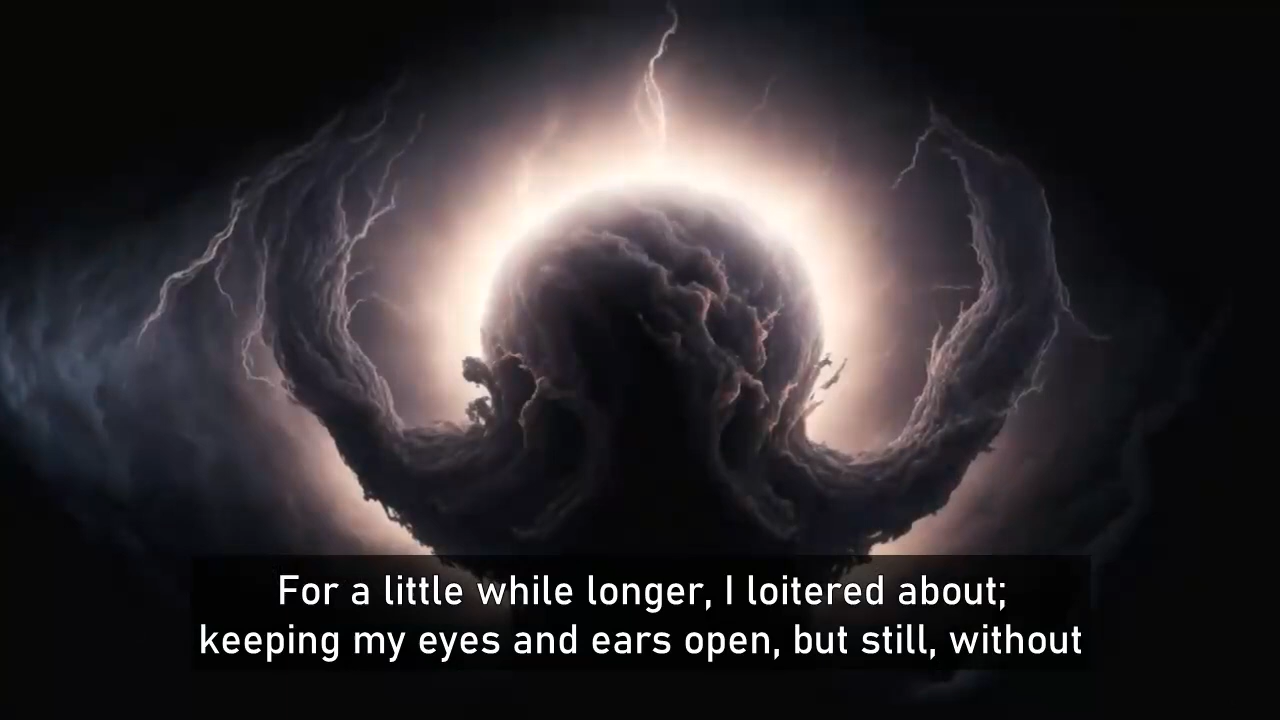 For a little while longer, I loitered about;
keeping my eyes and ears open, but still, without